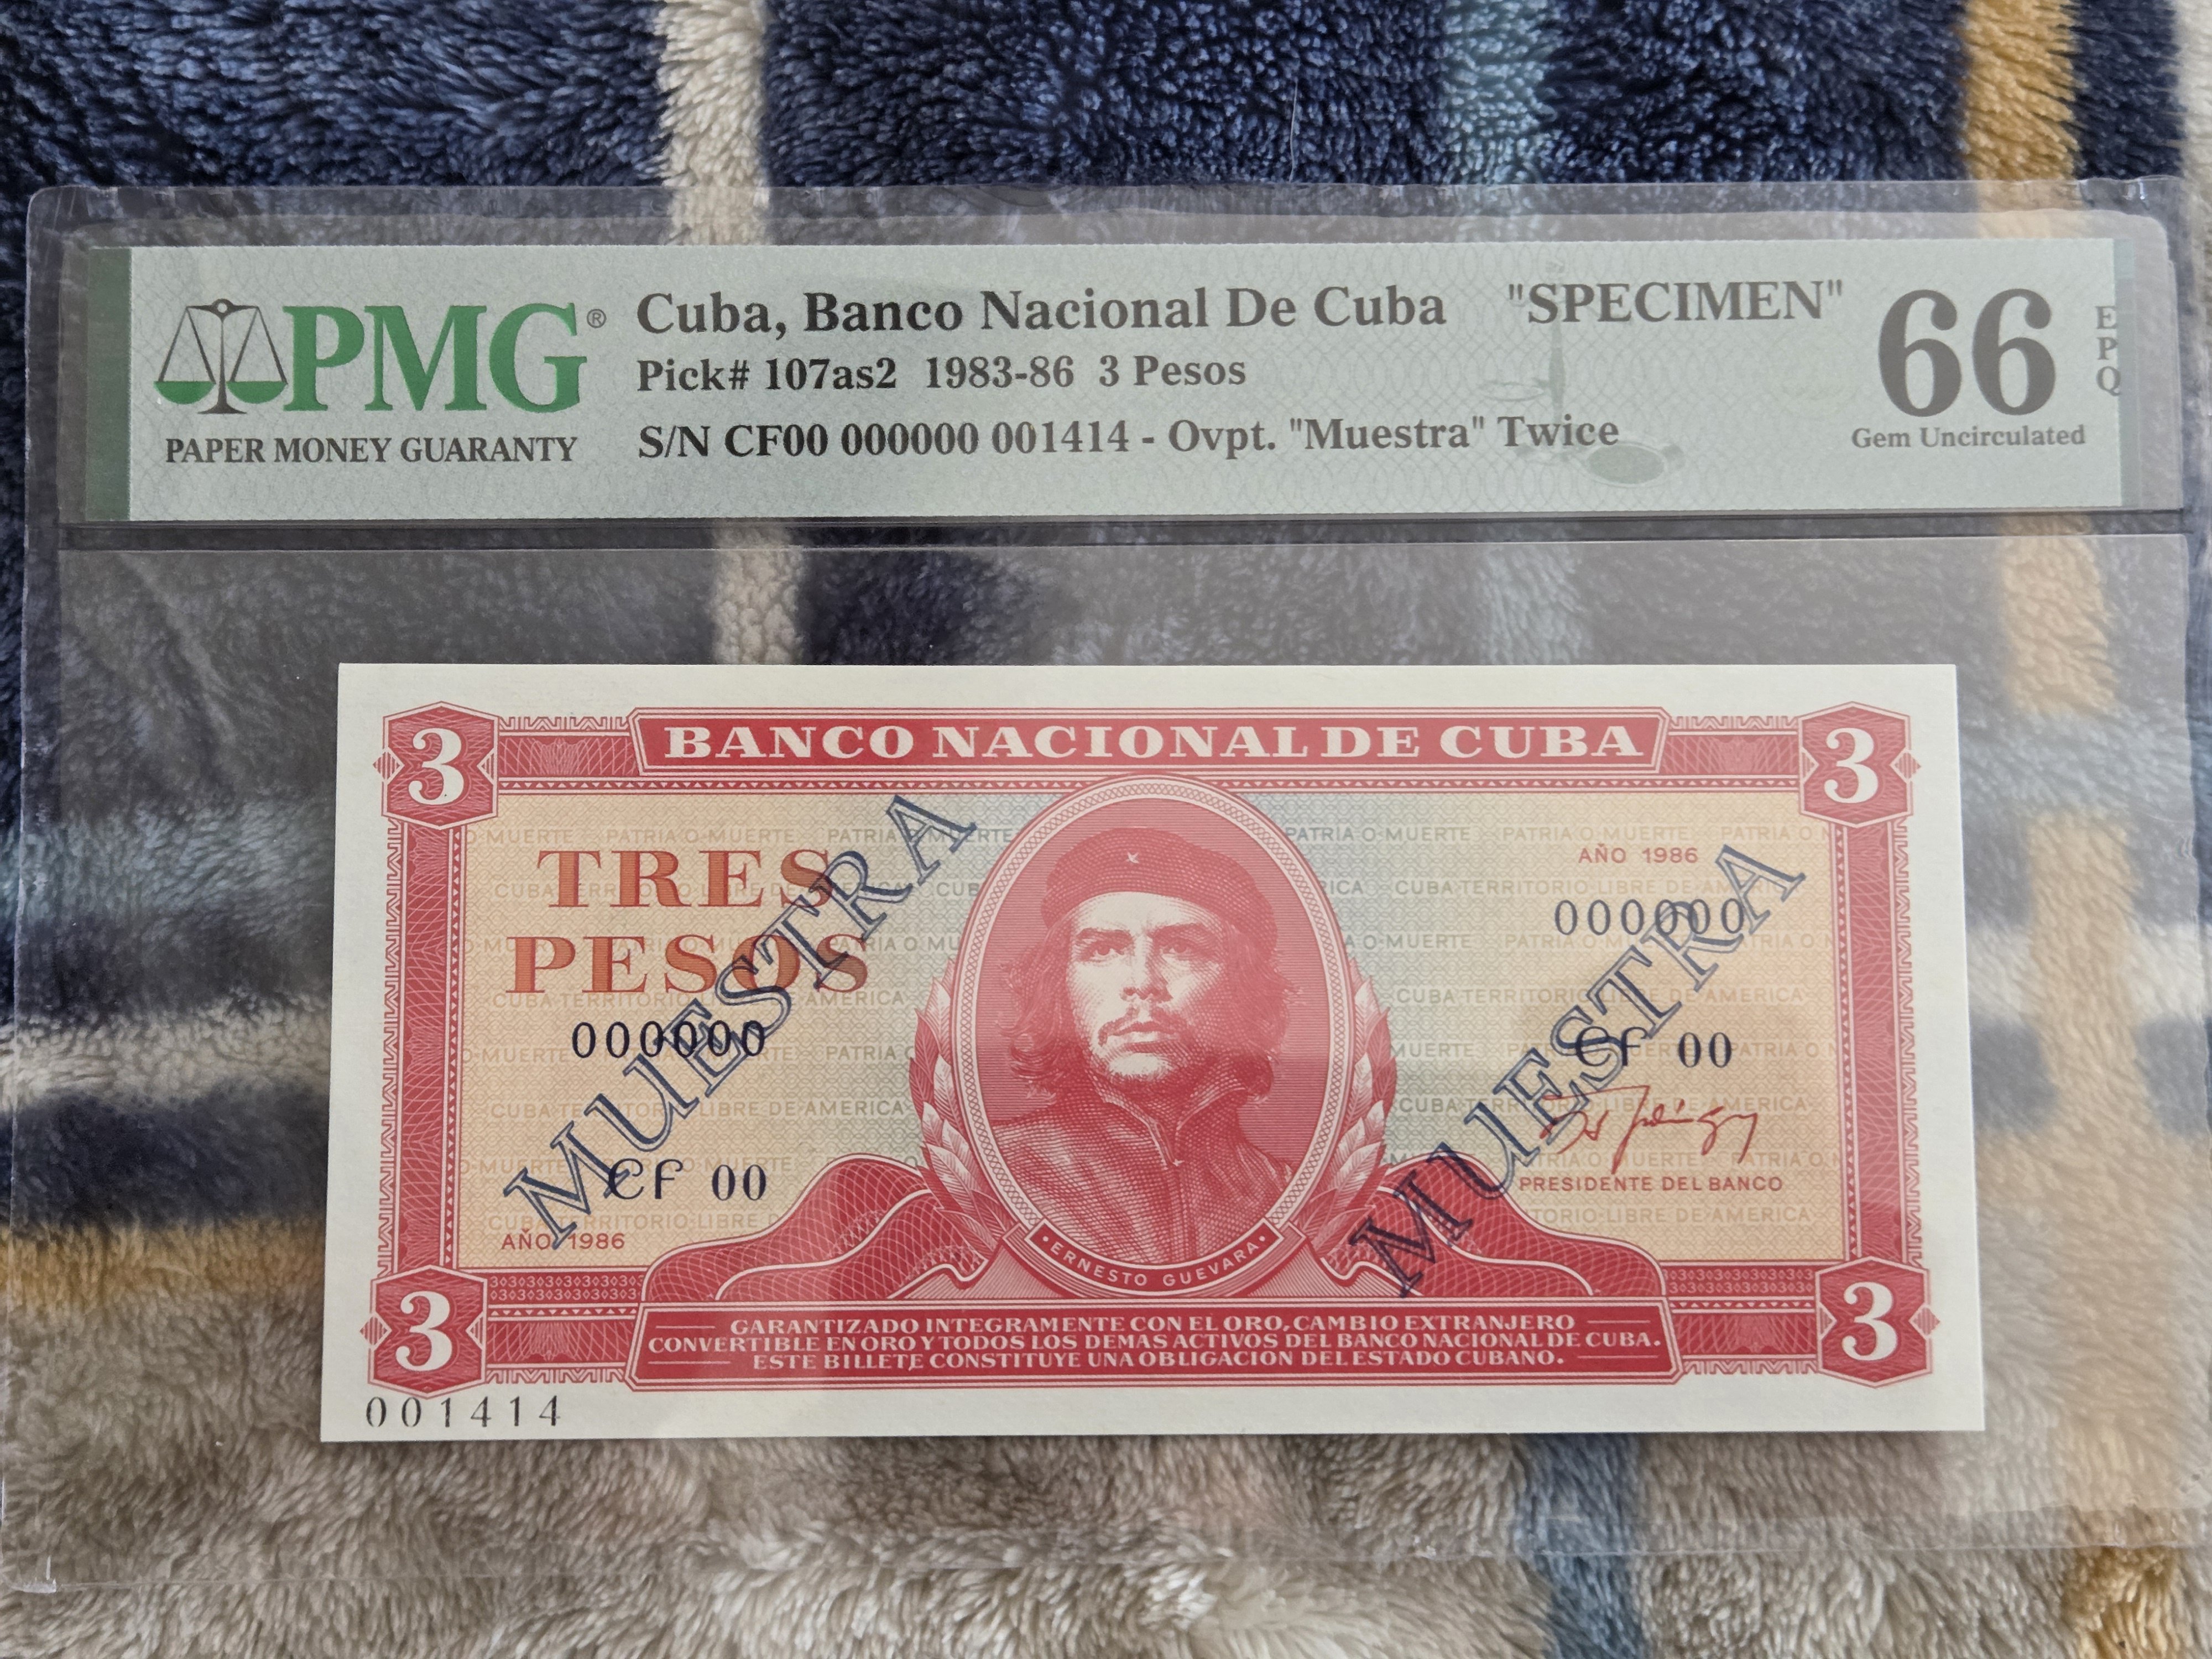 PMG®
PAPER MONEY GUARANTY
Cuba, Banco Nacional De Cuba "SPECIMEN"
Pick# 107as2 1983-86 3 Pesos
S/N CF00 000000 001414 - Ovpt. "Muestra" Twice
66
EPQ
Gem Uncirculated
3 BANCO NACIONAL DE CUBA 3
TRES
PESOS
MUESTRA
000000
CF 00
AÑO 1986
AÑO 1986
000000
MUESTRA
CF 00
PRESIDENTE DEL BANCO
PATRIA O MUERTE
CUBA TERRITORIO LIBRE DE AMERICA
• ERNESTO GUEVARA •
3 3
GARANTIZADO INTEGRAMENTE CON EL ORO, CAMBIO EXTRANJERO
CONVERTIBLE EN ORO Y TODOS LOS DEMAS ACTIVOS DEL BANCO NACIONAL DE CUBA.
ESTE BILLETE CONSTITUYE UNA OBLIGACION DEL ESTADO CUBANO.
001414